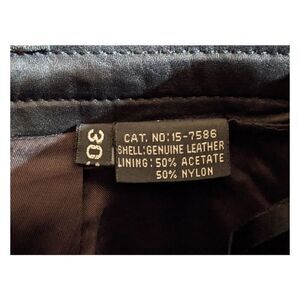 30
CAT. NO:15-7586
SHELL:GENUINE LEATHER
LINING: 50% ACETATE
50% NYLON